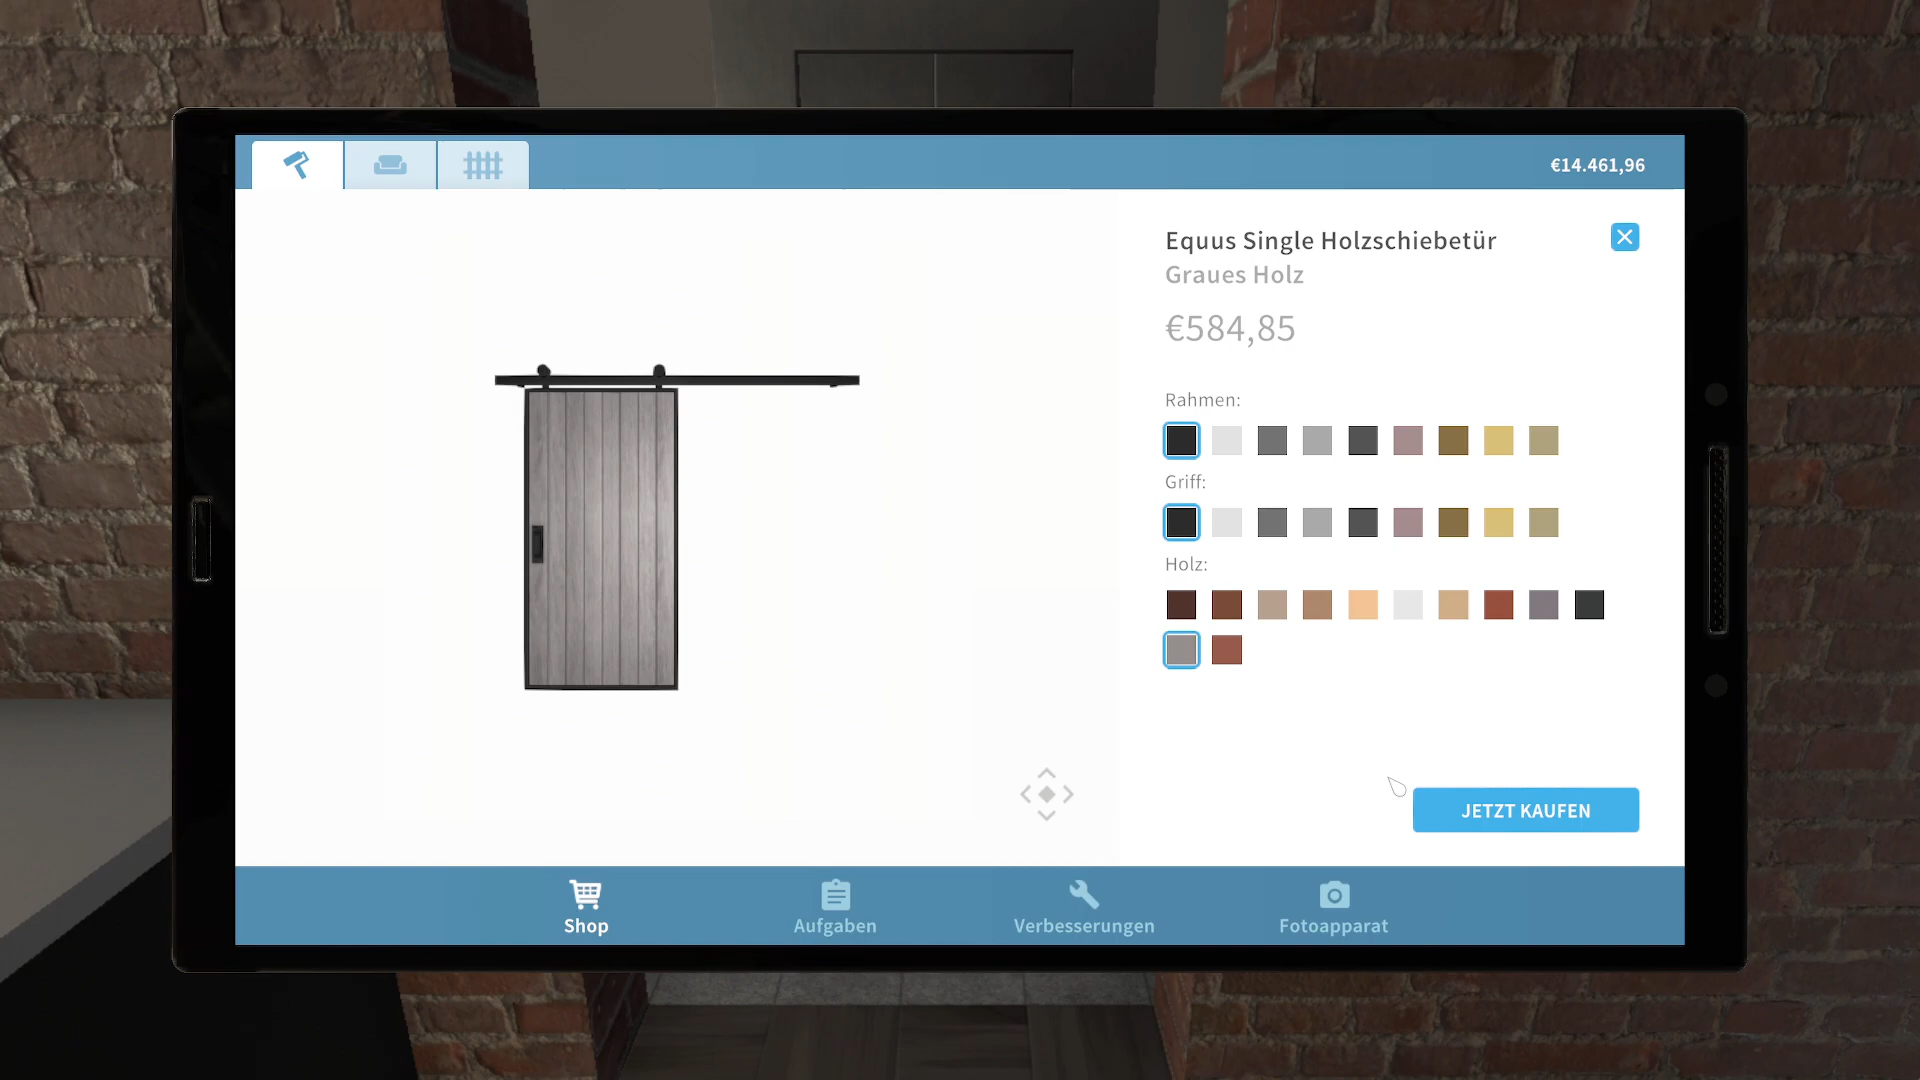 €14.461,96
Equus Single Holzschiebetür
Graues Holz
€584,85
Rahmen:
Griff:
Holz:
JETZT KAUFEN
Shop
Aufgaben
Verbesserungen
Fotoapparat